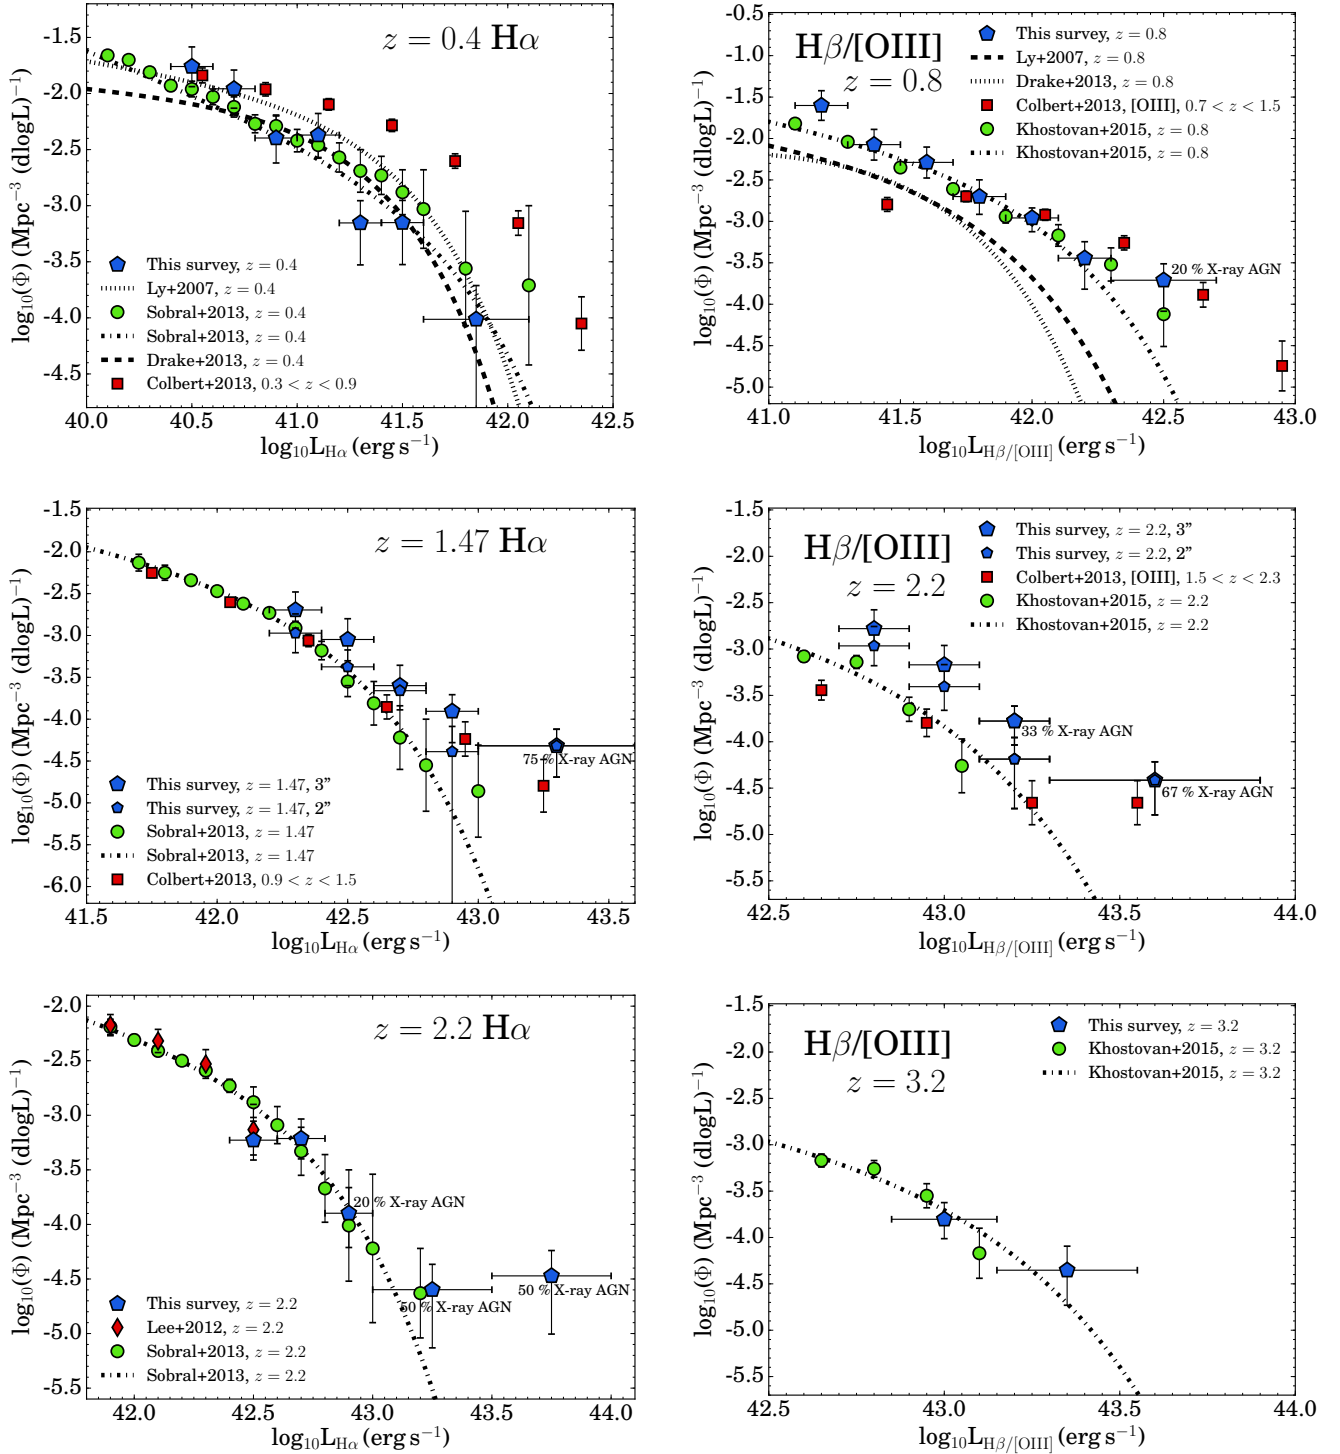 z = 0.4 Hα
-1.5
-2.0
-2.5
-3.0
-3.5
-4.0
-4.5
log₁₀(Φ) (Mpc⁻³ (dlogL)⁻¹)
This survey, z = 0.4
Ly+2007, z = 0.4
Sobral+2013, z = 0.4
Sobral+2013, z = 0.4
Drake+2013, z = 0.4
Colbert+2013, 0.3 < z < 0.9
40.0 40.5 41.0 41.5 42.0 42.5
log₁₀L_Hα (erg s⁻¹)
Hβ/[OIII]
z = 0.8
-0.5
-1.0
-1.5
-2.0
-2.5
-3.0
-3.5
-4.0
-4.5
-5.0
log₁₀(Φ) (Mpc⁻³ (dlogL)⁻¹)
This survey, z = 0.8
Ly+2007, z = 0.8
Drake+2013, z = 0.8
Colbert+2013, [OIII], 0.7 < z < 1.5
Khostovan+2015, z = 0.8
Khostovan+2015, z = 0.8
20 % X-ray AGN
41.0 41.5 42.0 42.5 43.0
log₁₀L_Hβ/[OIII] (erg s⁻¹)
z = 1.47 Hα
-1.5
-2.0
-2.5
-3.0
-3.5
-4.0
-4.5
-5.0
-5.5
-6.0
log₁₀(Φ) (Mpc⁻³ (dlogL)⁻¹)
75 % X-ray AGN
This survey, z = 1.47, 3”
This survey, z = 1.47, 2”
Sobral+2013, z = 1.47
Sobral+2013, z = 1.47
Colbert+2013, 0.9 < z < 1.5
41.5 42.0 42.5 43.0 43.5
log₁₀L_Hα (erg s⁻¹)
Hβ/[OIII]
z = 2.2
-1.5
-2.0
-2.5
-3.0
-3.5
-4.0
-4.5
-5.0
-5.5
log₁₀(Φ) (Mpc⁻³ (dlogL)⁻¹)
This survey, z = 2.2, 3”
This survey, z = 2.2, 2”
Colbert+2013, [OIII], 1.5 < z < 2.3
Khostovan+2015, z = 2.2
Khostovan+2015, z = 2.2
33 % X-ray AGN
67 % X-ray AGN
42.5 43.0 43.5 44.0
log₁₀L_Hβ/[OIII] (erg s⁻¹)
z = 2.2 Hα
-2.0
-2.5
-3.0
-3.5
-4.0
-4.5
-5.0
-5.5
log₁₀(Φ) (Mpc⁻³ (dlogL)⁻¹)
20 % X-ray AGN
50 % X-ray AGN
50 % X-ray AGN
This survey, z = 2.2
Lee+2012, z = 2.2
Sobral+2013, z = 2.2
Sobral+2013, z = 2.2
42.0 42.5 43.0 43.5 44.0
log₁₀L_Hα (erg s⁻¹)
Hβ/[OIII]
z = 3.2
-1.5
-2.0
-2.5
-3.0
-3.5
-4.0
-4.5
-5.0
-5.5
log₁₀(Φ) (Mpc⁻³ (dlogL)⁻¹)
This survey, z = 3.2
Khostovan+2015, z = 3.2
Khostovan+2015, z = 3.2
42.5 43.0 43.5 44.0
log₁₀L_Hβ/[OIII] (erg s⁻¹)